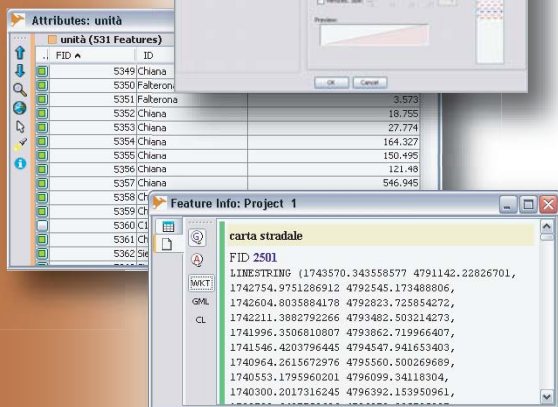 Attributes: unità
unità (531 Features)
FID ID
5349 Chiana
5350 Falterona
5351 Falterona 3.573
5352 Chiana 18.755
5353 Chiana 27.774
5354 Chiana 164.327
5355 Chiana 150.495
5356 Chiana 121.48
5357 Chiana 546.945
5358 Ch
5359 Ch
5360 C1
5361 Ch
5362 Sie
Preview:
OK Cancel
Feature Info: Project 1
carta stradale
FID 2501
WKT
GML
CL
LINESTRING (1743570.343558577 4791142.22826701,
1742754.9751286912 4792545.173488806,
1742604.8035884178 4792823.725854272,
1742211.3882792266 4793482.503214273,
1741996.3506810807 4793862.719966407,
1741546.4203796445 4794547.941653403,
1740964.2615672976 4795560.500269689,
1740553.1795960201 4796099.34118304,
1740300.2017316245 4796392.153950961,